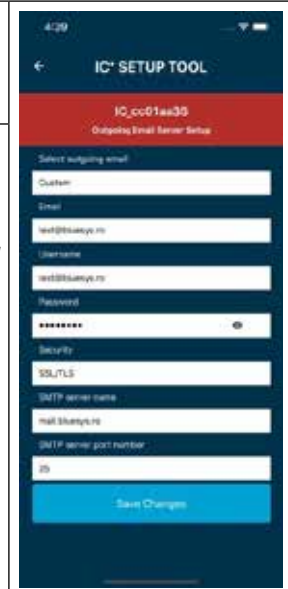 4:29
IC⁺ SETUP TOOL
IC_cc01aa35
Outgoing Email Server Setup
Select outgoing email
Custom
Email
test@bluesys.ro
Username
test@bluesys.ro
Password
••••••••
Security
SSL/TLS
SMTP server name
mail.bluesys.ro
SMTP server port number
25
Save Changes